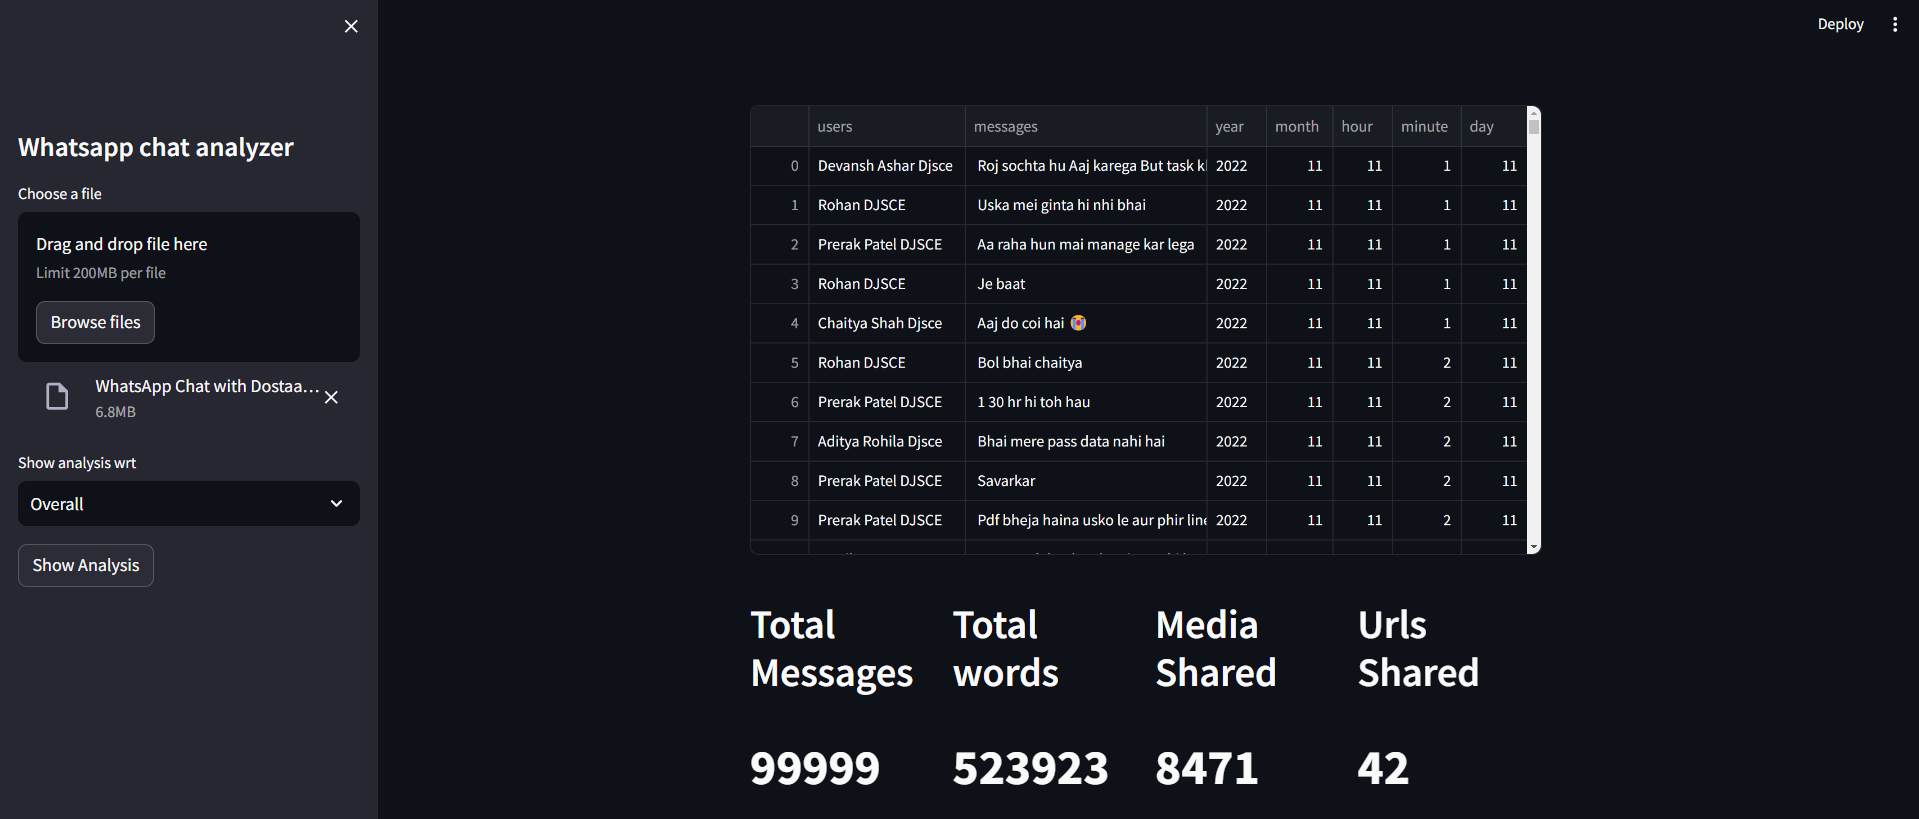 Deploy
Whatsapp chat analyzer
Choose a file
Drag and drop file here
Limit 200MB per file
Browse files
WhatsApp Chat with Dostaa...
6.8MB
Show analysis wrt
Overall
Show Analysis
users messages year month hour minute day
0 Devansh Ashar Djsce Roj sochta hu Aaj karega But task 2022 11 11 1 11
1 Rohan DJSCE Uska mei ginta hi nhi bhai 2022 11 11 1 11
2 Prerak Patel DJSCE Aa raha hun mai manage kar lega 2022 11 11 1 11
3 Rohan DJSCE Je baat 2022 11 11 1 11
4 Chaitya Shah Djsce Aaj do coi hai 😭 2022 11 11 1 11
5 Rohan DJSCE Bol bhai chaitya 2022 11 11 2 11
6 Prerak Patel DJSCE 1 30 hr hi toh hau 2022 11 11 2 11
7 Aditya Rohila Djsce Bhai mere pass data nahi hai 2022 11 11 2 11
8 Prerak Patel DJSCE Savarkar 2022 11 11 2 11
9 Prerak Patel DJSCE Pdf bheja haina usko le aur phir line 2022 11 11 2 11
Total Messages
Total words
Media Shared
Urls Shared
99999 523923 8471 42